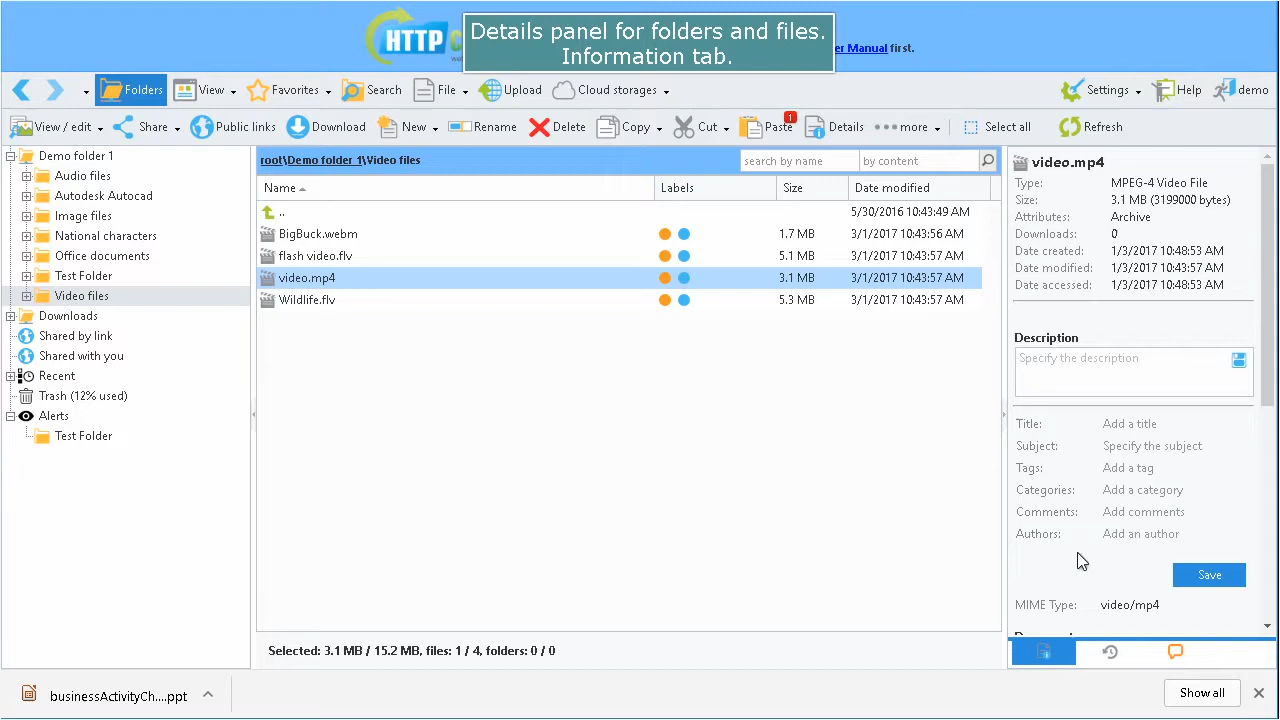 HTTP
Details panel for folders and files.
Information tab.
er Manual first.
Folders View Favorites Search File Upload Cloud storages Settings Help demo
View / edit Share Public links Download New Rename Delete Copy Cut Paste 1 Details more Select all Refresh
Demo folder 1
Audio files
Autodesk Autocad
Image files
National characters
Office documents
Test Folder
Video files
Downloads
Shared by link
Shared with you
Recent
Trash (12% used)
Alerts
Test Folder
root\Demo folder 1\Video files search by name by content
Name Labels Size Date modified
.. 5/30/2016 10:43:49 AM
BigBuck.webm 1.7 MB 3/1/2017 10:43:56 AM
flash video.flv 5.1 MB 3/1/2017 10:43:57 AM
video.mp4 3.1 MB 3/1/2017 10:43:57 AM
Wildlife.flv 5.3 MB 3/1/2017 10:43:57 AM
Selected: 3.1 MB / 15.2 MB, files: 1 / 4, folders: 0 / 0
video.mp4
Type: MPEG-4 Video File
Size: 3.1 MB (3199000 bytes)
Attributes: Archive
Downloads: 0
Date created: 1/3/2017 10:48:53 AM
Date modified: 1/3/2017 10:43:57 AM
Date accessed: 1/3/2017 10:48:53 AM
Description
Specify the description
Title: Add a title
Subject: Specify the subject
Tags: Add a tag
Categories: Add a category
Comments: Add comments
Authors: Add an author
Save
MIME Type: video/mp4
businessActivityCh....ppt
Show all